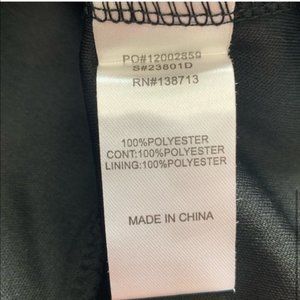 PO#12002859
S#23801D
RN#138713
100%POLYESTER
CONT:100%POLYESTER
LINING:100%POLYESTER
MADE IN CHINA